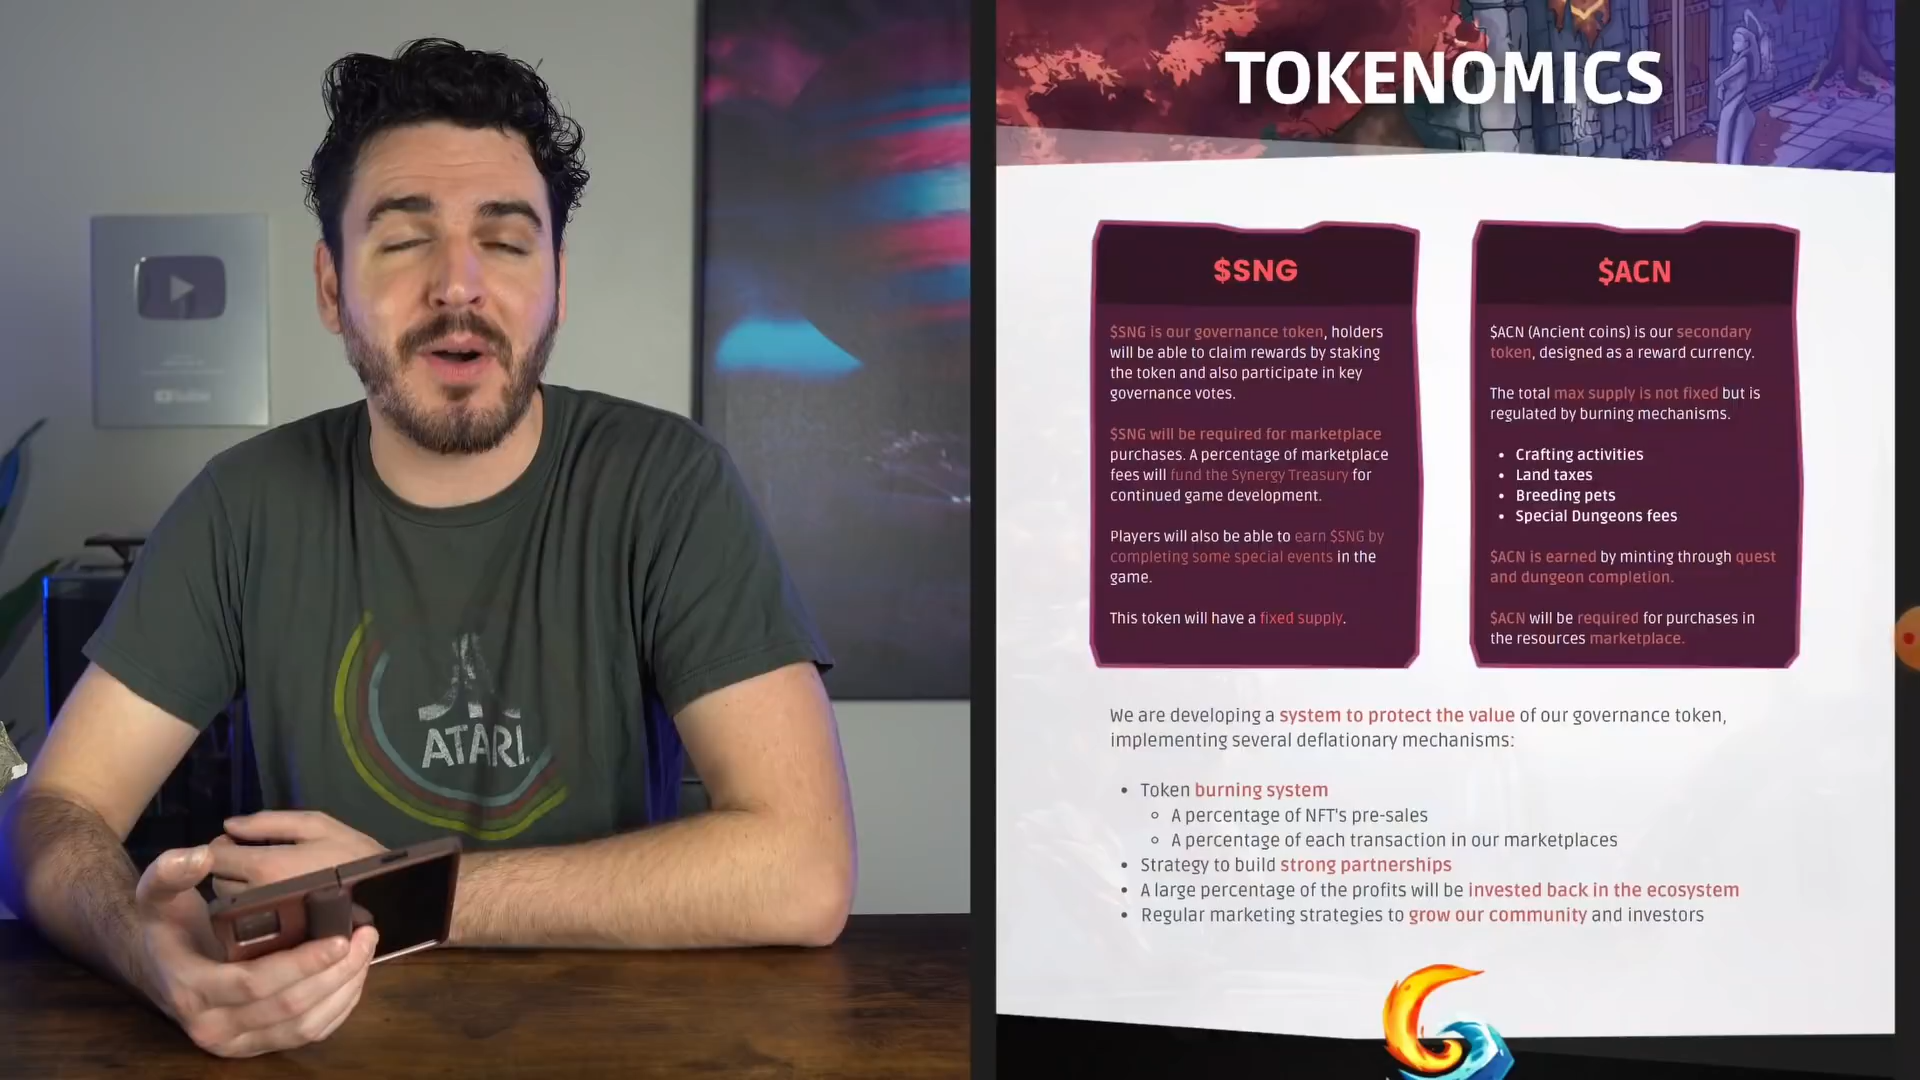 TOKENOMICS
$SNG
$SNG is our governance token, holders
will be able to claim rewards by staking
the token and also participate in key
governance votes.
$SNG will be required for marketplace
purchases. A percentage of marketplace
fees will fund the Synergy Treasury for
continued game development.
Players will also be able to earn $SNG by
completing some special events in the
game.
This token will have a fixed supply.
$ACN
$ACN (Ancient coins) is our secondary
token, designed as a reward currency.
The total max supply is not fixed but is
regulated by burning mechanisms.
• Crafting activities
• Land taxes
• Breeding pets
• Special Dungeons fees
$ACN is earned by minting through quest
and dungeon completion.
$ACN will be required for purchases in
the resources marketplace.
We are developing a system to protect the value of our governance token,
implementing several deflationary mechanisms:
• Token burning system
◦ A percentage of NFT's pre-sales
◦ A percentage of each transaction in our marketplaces
• Strategy to build strong partnerships
• A large percentage of the profits will be invested back in the ecosystem
• Regular marketing strategies to grow our community and investors
ATARI
YouTube